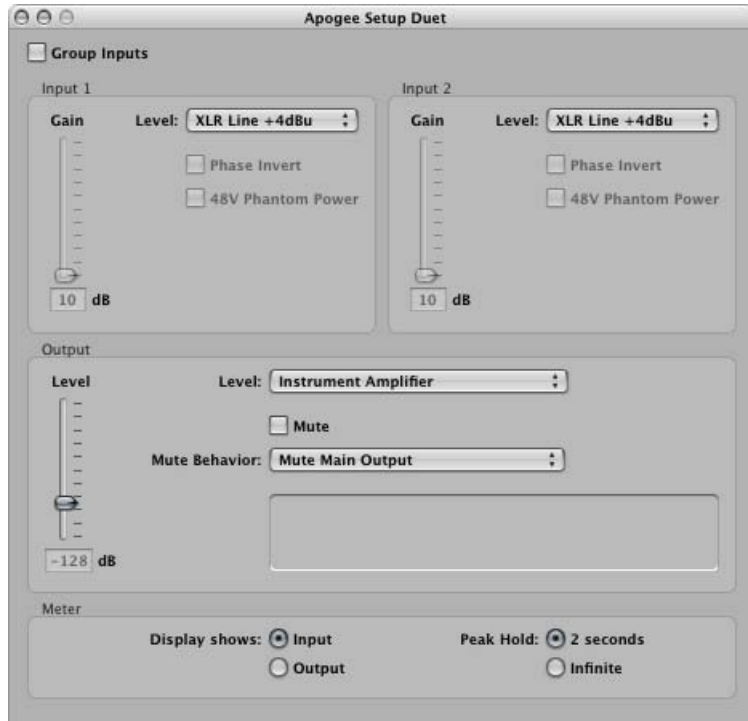 Apogee Setup Duet
Group Inputs
Input 1
Gain
Level: XLR Line +4dBu
Phase Invert
48V Phantom Power
10 dB
Input 2
Gain
Level: XLR Line +4dBu
Phase Invert
48V Phantom Power
10 dB
Output
Level
Level: Instrument Amplifier
Mute
Mute Behavior: Mute Main Output
-128 dB
Meter
Display shows: Input
Output
Peak Hold: 2 seconds
Infinite